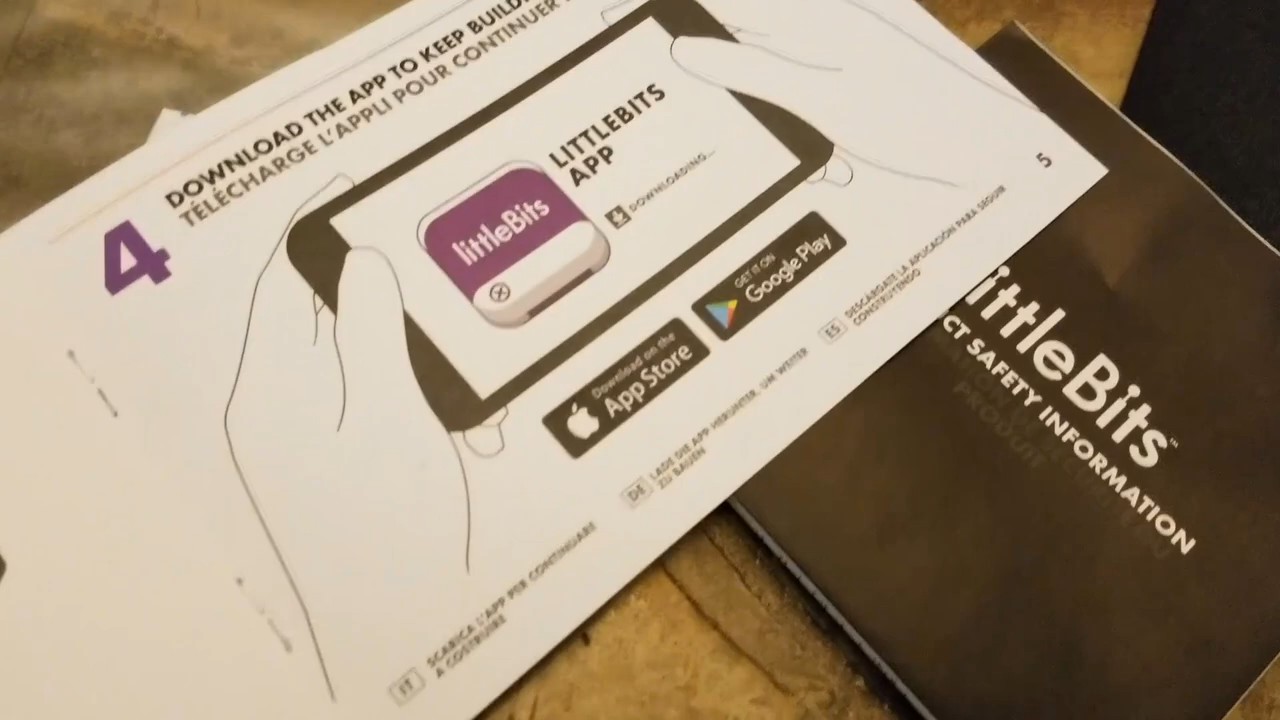 4
DOWNLOAD THE APP TO KEEP
TÉLÉCHARGE L'APPLI POUR CONTINUER
LITTLEBITS
APP
DOWNLOADING...
littleBits
Download on the
App Store
GET IT ON
Google Play
5
IT SCARICA L'APP PER CONTINUARE
A COSTRUIRE
DE LADE DIE APP HERUNTER, UM WEITER
ZU BAUEN
ES DESCÁRGATE LA APLICACIÓN PARA SEGUIR
CONSTRUYENDO
ittleBits™
CT SAFETY INFORMATION
PRODUIT